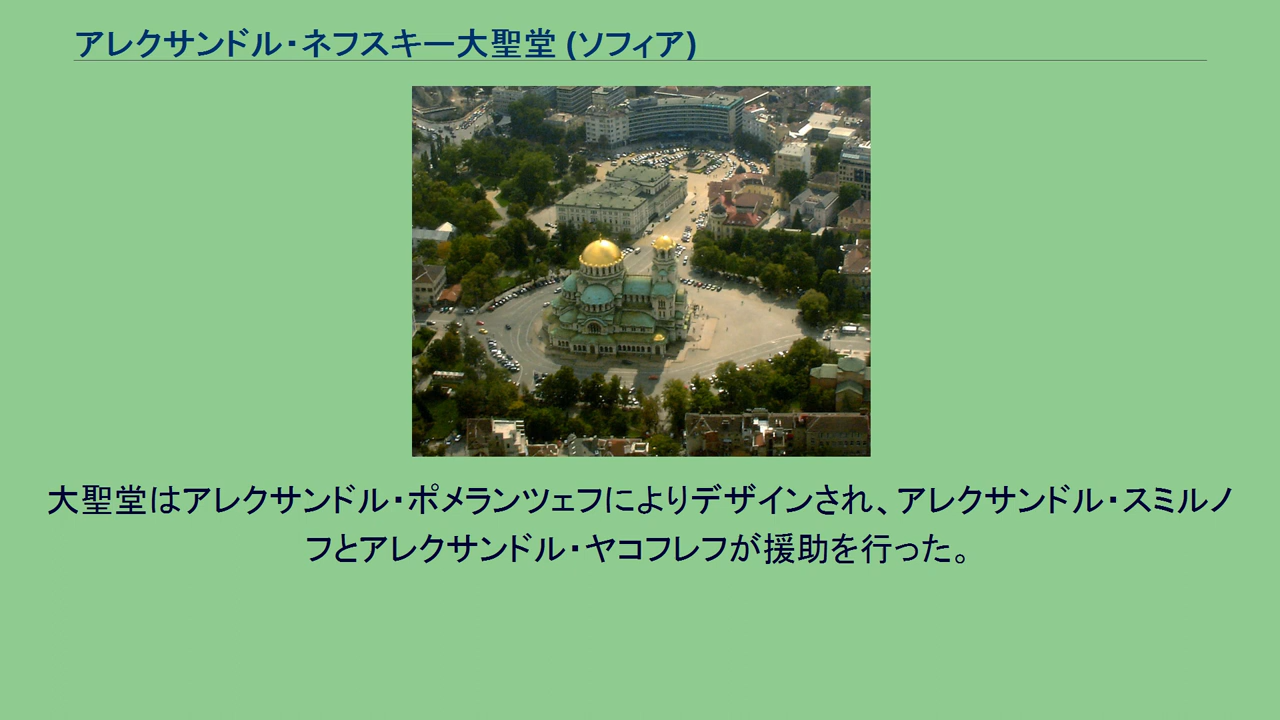 アレクサンドル・ネフスキー大聖堂 (ソフィア)
大聖堂はアレクサンドル・ポメランツェフによりデザインされ、アレクサンドル・スミルノ
フとアレクサンドル・ヤコフレフが援助を行った。